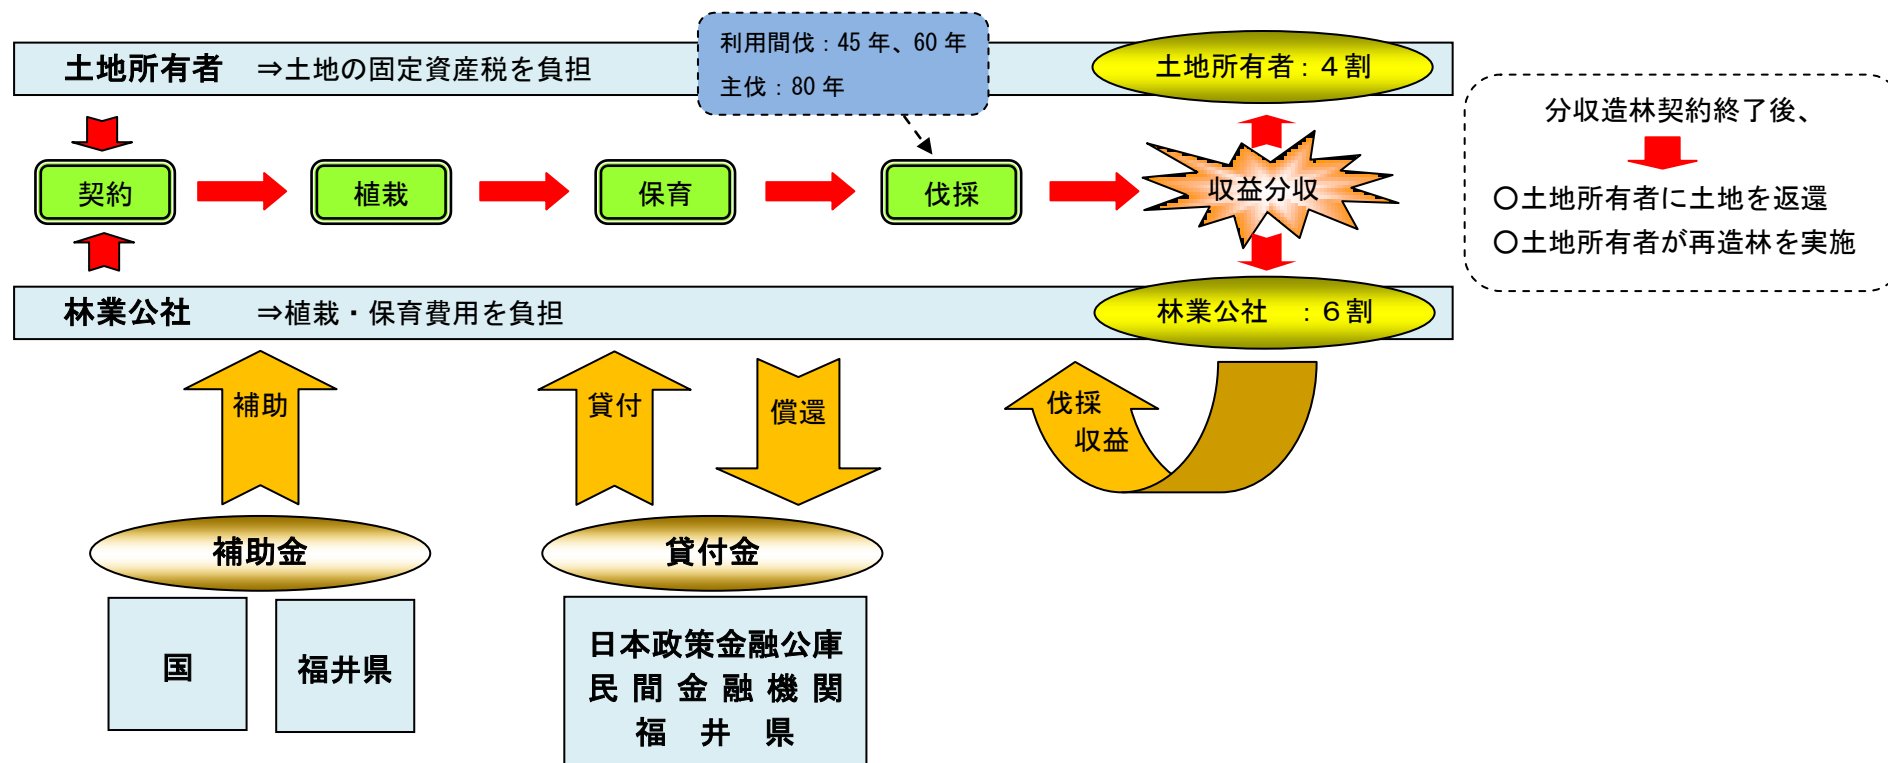 利用間伐：45年、60年
主伐：80年
土地所有者 ⇒土地の固定資産税を負担
土地所有者：４割
契約
植栽
保育
伐採
収益分収
林業公社 ⇒植栽・保育費用を負担
林業公社 ：６割
分収造林契約終了後、
○土地所有者に土地を返還
○土地所有者が再造林を実施
補助
貸付
償還
伐採
収益
補助金
貸付金
国
福井県
日本政策金融公庫
民間金融機関
福井県